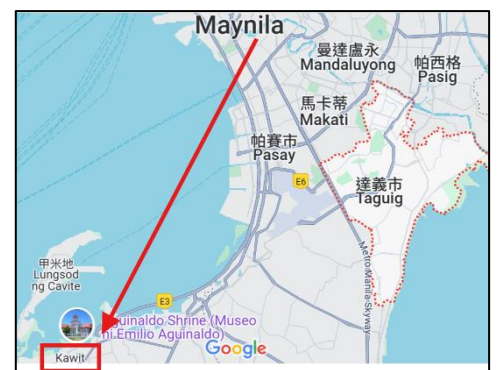 Maynila
曼達盧永
Mandaluyong
帕西格
Pasig
馬卡蒂
Makati
帕賽市
Pasay
E6
達義市
Taguig
Metro Manila Skyway
甲米地
Lungsod
ng Cavite
E3
Aguinaldo Shrine (Museo
ni Emilio Aguinaldo)
Google
Kawit